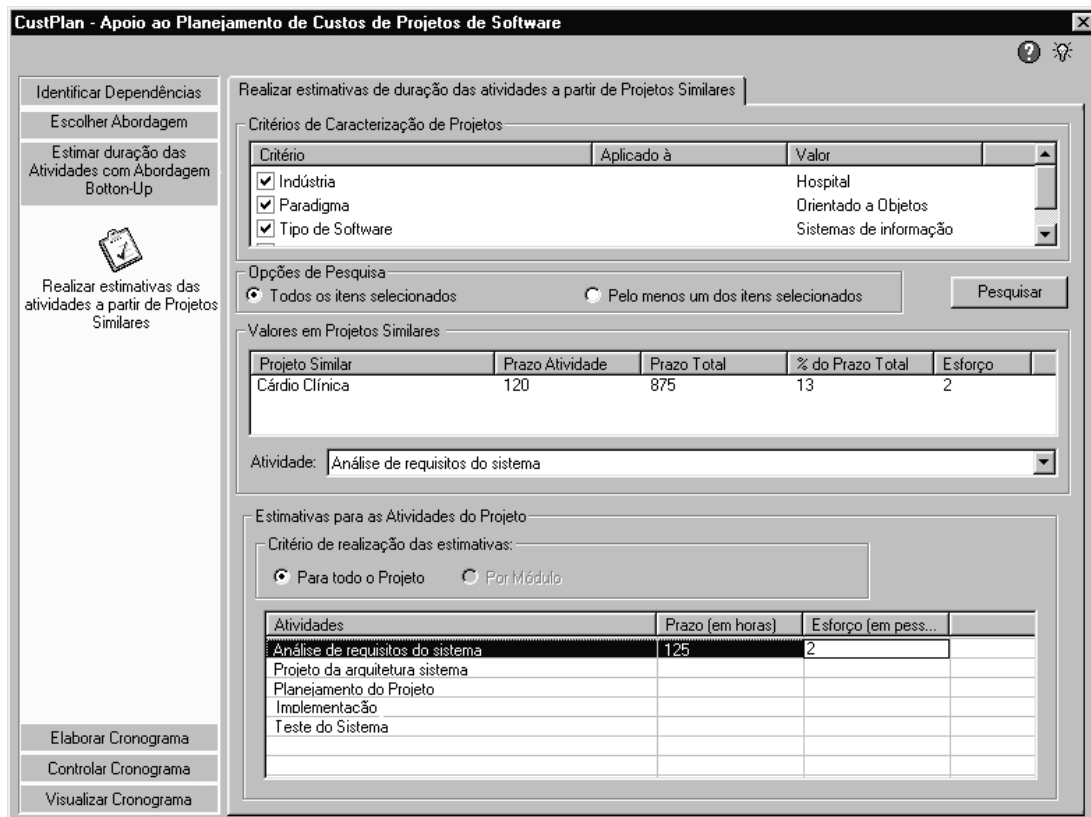 CustPlan - Apoio ao Planejamento de Custos de Projetos de Software
Identificar Dependências
Escolher Abordagem
Estimar duração das
Atividades com Abordagem
Botton-Up
Realizar estimativas das
atividades a partir de Projetos
Similares
Elaborar Cronograma
Controlar Cronograma
Visualizar Cronograma
Realizar estimativas de duração das atividades a partir de Projetos Similares
Critérios de Caracterização de Projetos
Critério Aplicado à Valor
Indústria Hospital
Paradigma Orientado a Objetos
Tipo de Software Sistemas de informação
Opções de Pesquisa
Todos os itens selecionados Pelo menos um dos itens selecionados Pesquisar
Valores em Projetos Similares
Projeto Similar Prazo Atividade Prazo Total % do Prazo Total Esforço
Cárdio Clínica 120 875 13 2
Atividade: Análise de requisitos do sistema
Estimativas para as Atividades do Projeto
Critério de realização das estimativas:
Para todo o Projeto Por Módulo
Atividades Prazo (em horas) Esforço (em pess...
Análise de requisitos do sistema 125 2
Projeto da arquitetura sistema
Planejamento do Projeto
Implementação
Teste do Sistema